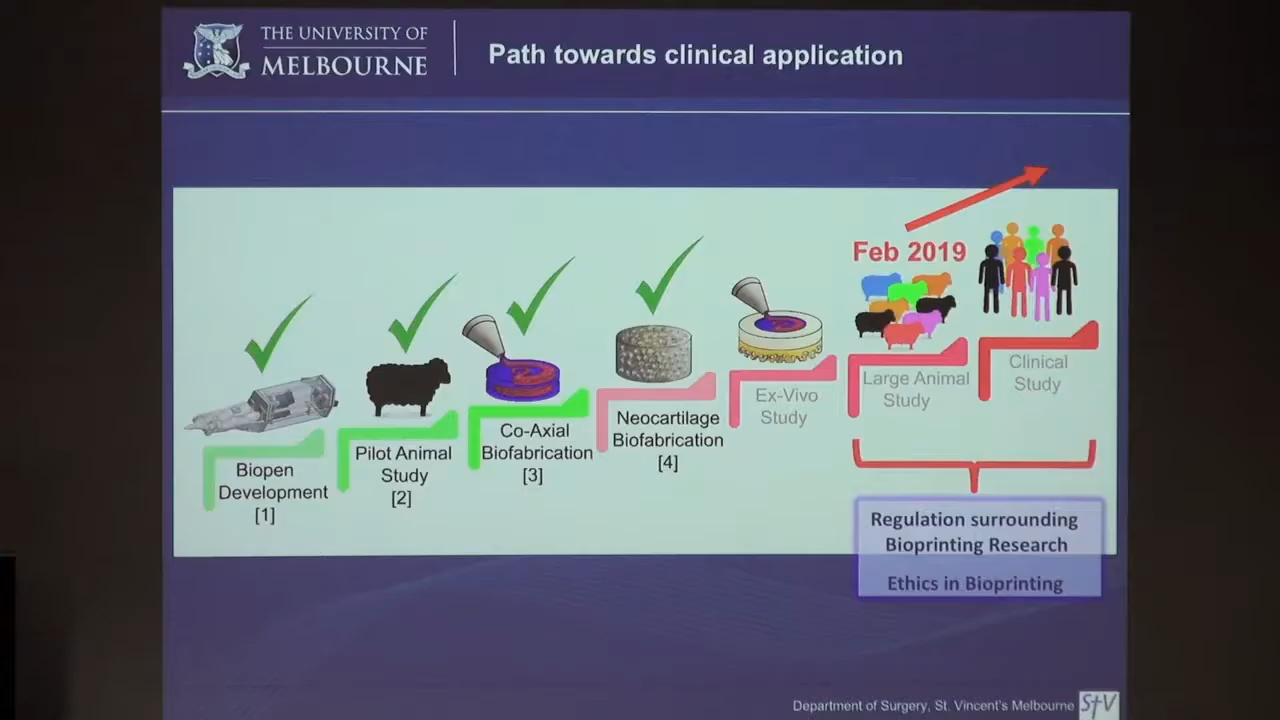 THE UNIVERSITY OF
MELBOURNE
Path towards clinical application
Feb 2019
Biopen
Development
[1]
Pilot Animal
Study
[2]
Co-Axial
Biofabrication
[3]
Neocartilage
Biofabrication
[4]
Ex-Vivo
Study
Large Animal
Study
Clinical
Study
Regulation surrounding
Bioprinting Research
Ethics in Bioprinting
Department of Surgery, St. Vincent's Melbourne
StV